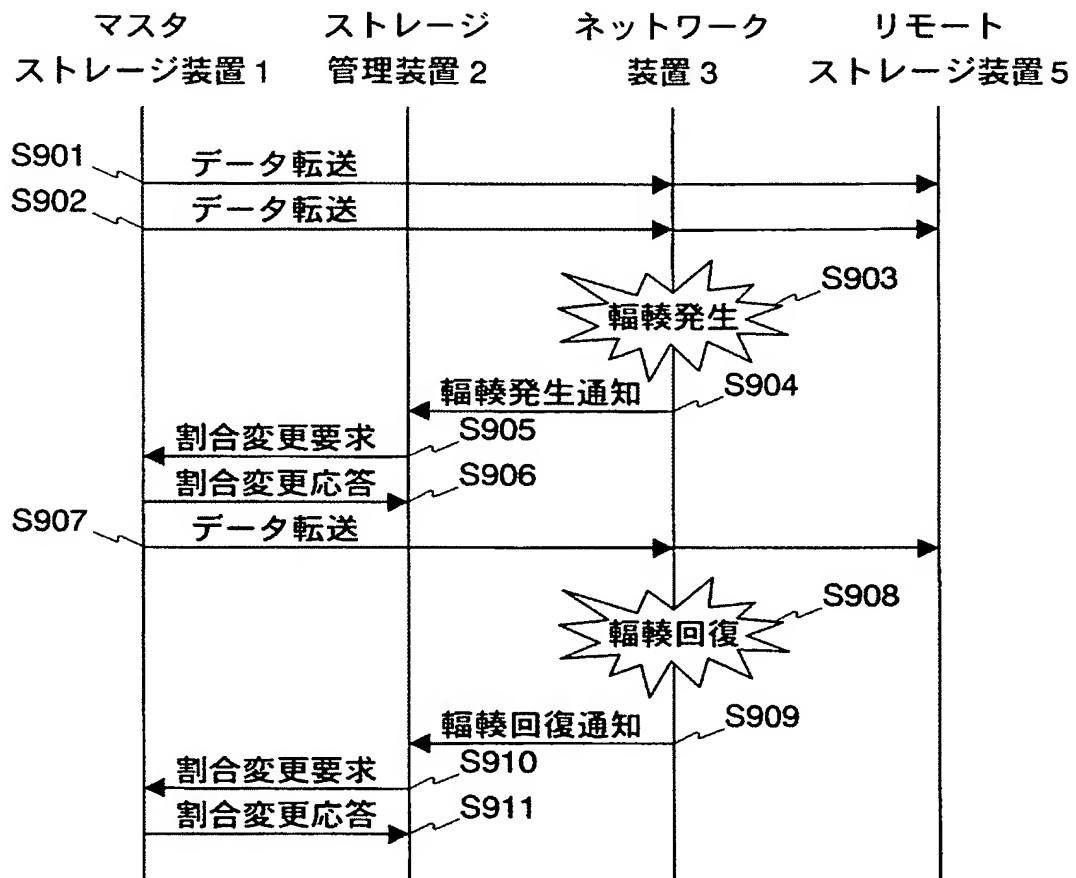 マスタ
ストレージ装置1
ストレージ
管理装置2
ネットワーク
装置3
リモート
ストレージ装置5
S901
データ転送
S902
データ転送
S903
輻輳発生
輻輳発生通知
S904
割合変更要求
S905
割合変更応答
S906
S907
データ転送
S908
輻輳回復
輻輳回復通知
S909
割合変更要求
S910
割合変更応答
S911